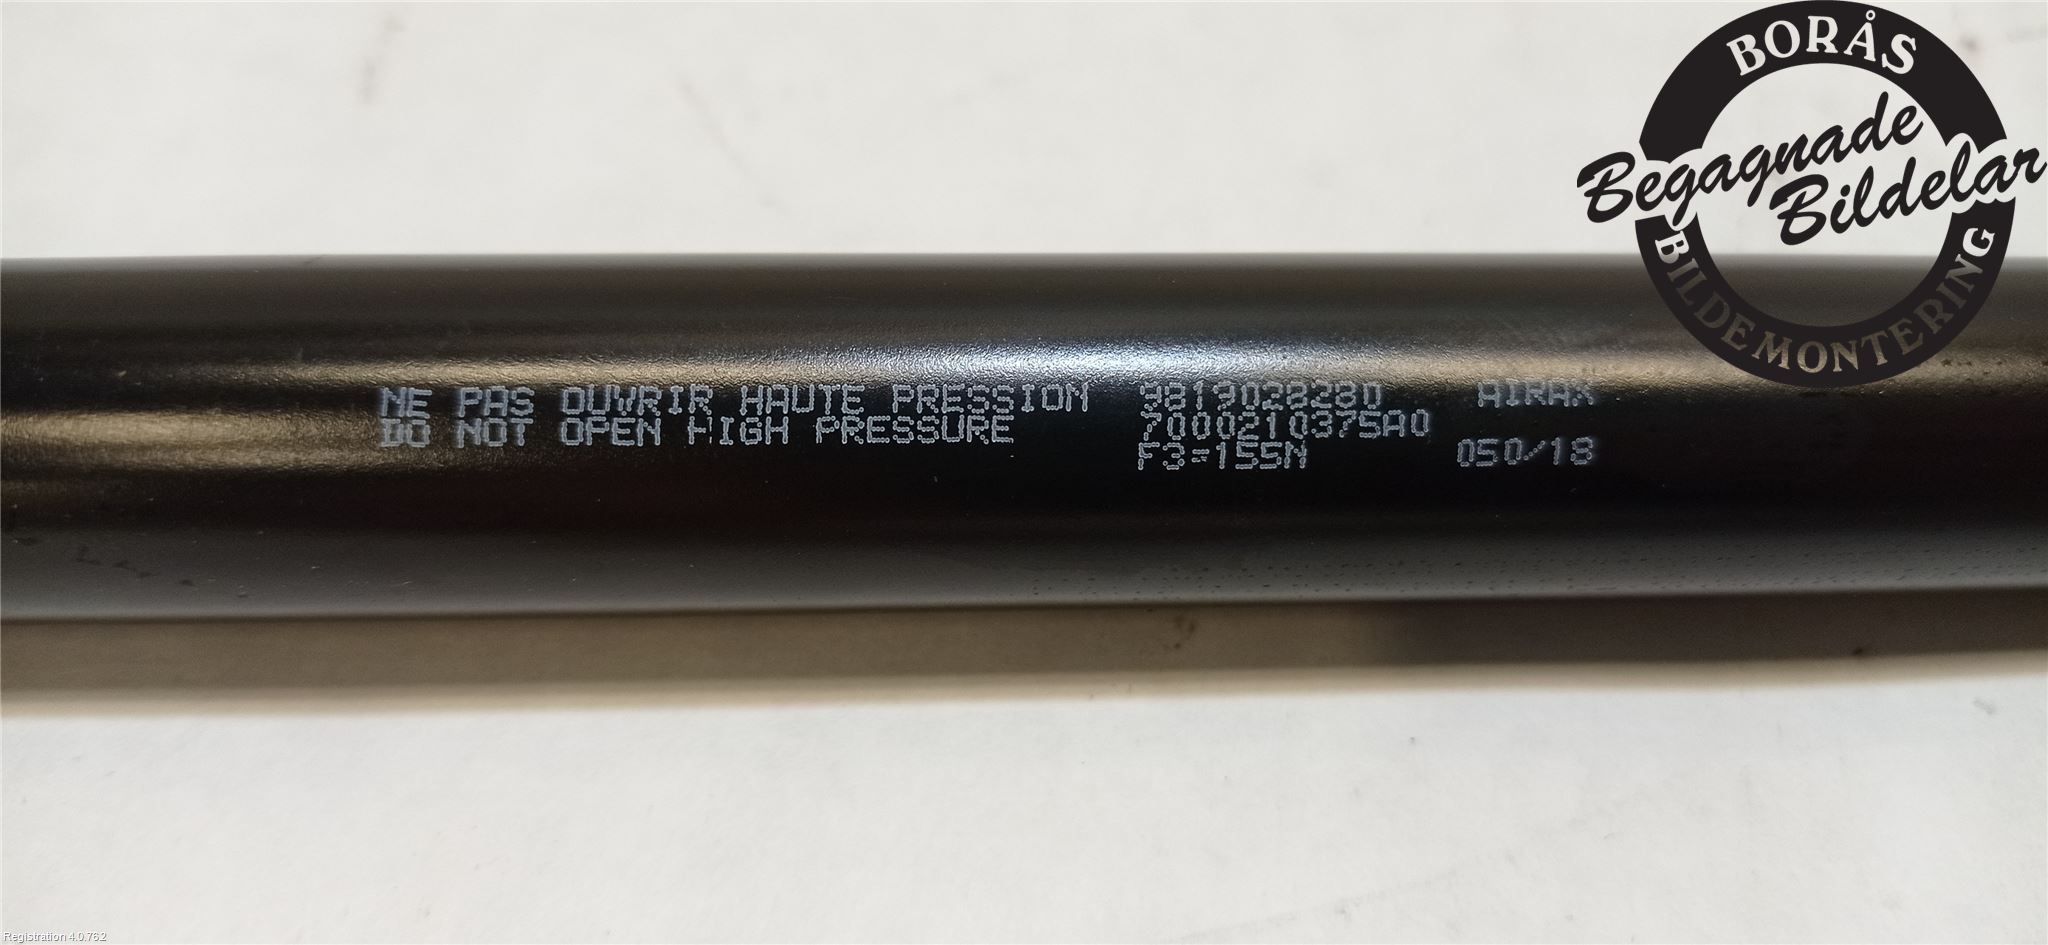 BORÅS
Begagnade
Bildelar
BILDEMONTERING
NE PAS OUVRIR HAUTE PRESSION 9819028280 AIRAX
DO NOT OPEN HIGH PRESSURE 7000210375A0
F3=155N 050/18
Registration 4.0.762